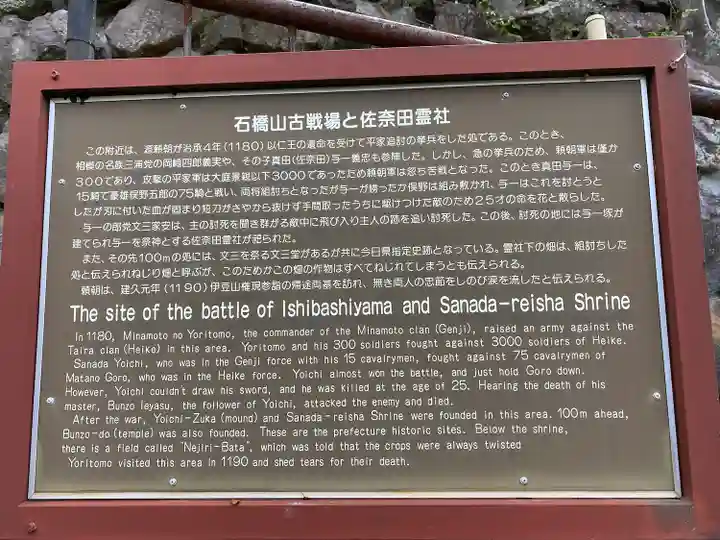 石橋山古戦場と佐奈田霊社
この附近は、源頼朝が治承4年(1180)以仁王の運命を受けて平家追討の挙兵をした処である。このとき、
相模の名族三浦党の岡崎四郎義実や、その子真田(佐奈田)与一義忠も参陣した。しかし、急の挙兵のため、頼朝軍は僅か
300であり、攻撃の平家軍は大庭景親以下3000であったため頼朝軍は忽ち苦戦となった。このとき真田与一は、
15騎で豪雄俣野五郎の75騎と戦い、両将組討ちとなったが与一が勝ったか俣野は組み敷かれ、与一はこれを討とうと
したが刃に付いた血が固まり短刀がさやから抜けず手間取ったうちに駆けつけた敵のため25才の命を花と散らした。
与一の郎党文三家安は、主の討死を聞き群がる敵中に飛び入り主人の跡を追い討死した。この後、討死の地には与一塚が
建てられ与一を祭神とする佐奈田霊社が祀られた。
また、その先100mの処には、文三を祭る文三堂があるが共に今日県指定史跡となっている。霊社下の畑は、組討ちした
処と伝えられねじり畑と呼ぶが、このためかこの畑の作物はすべてねじれてしまうとも伝えられる。
頼朝は、建久元年(1190)伊豆山権現参詣の帰途両墓を訪れ、無き両人の忠節をしのび涙を流したと伝えられる。
The site of the battle of Ishibashiyama and Sanada-reisha Shrine
In 1180, Minamoto no Yoritomo, the commander of the Minamoto clan (Genji), raised an army against the
Taira clan (Heike) in this area. Yoritomo and his 300 soldiers fought against 3000 soldiers of Heike.
Sanada Yoichi, who was in the Genji force with his 15 cavalrymen, fought against 75 cavalrymen of
Matano Goro, who was in the Heike force. Yoichi almost won the battle, and just hold Goro down.
However, Yoichi couldn't draw his sword, and he was killed at the age of 25. Hearing the death of his
master, Bunzo Ieyasu, the follower of Yoichi, attacked the enemy and died.
After the war, Yoichi-Zuka (mound) and Sanada-reisha Shrine were founded in this area. 100m ahead,
Bunzo-do (temple) was also founded. These are the prefecture historic sites. Below the shrine,
there is a field called "Nejiri-Bata", which was told that the crops were always twisted
Yoritomo visited this area in 1190 and shed tears for their death.